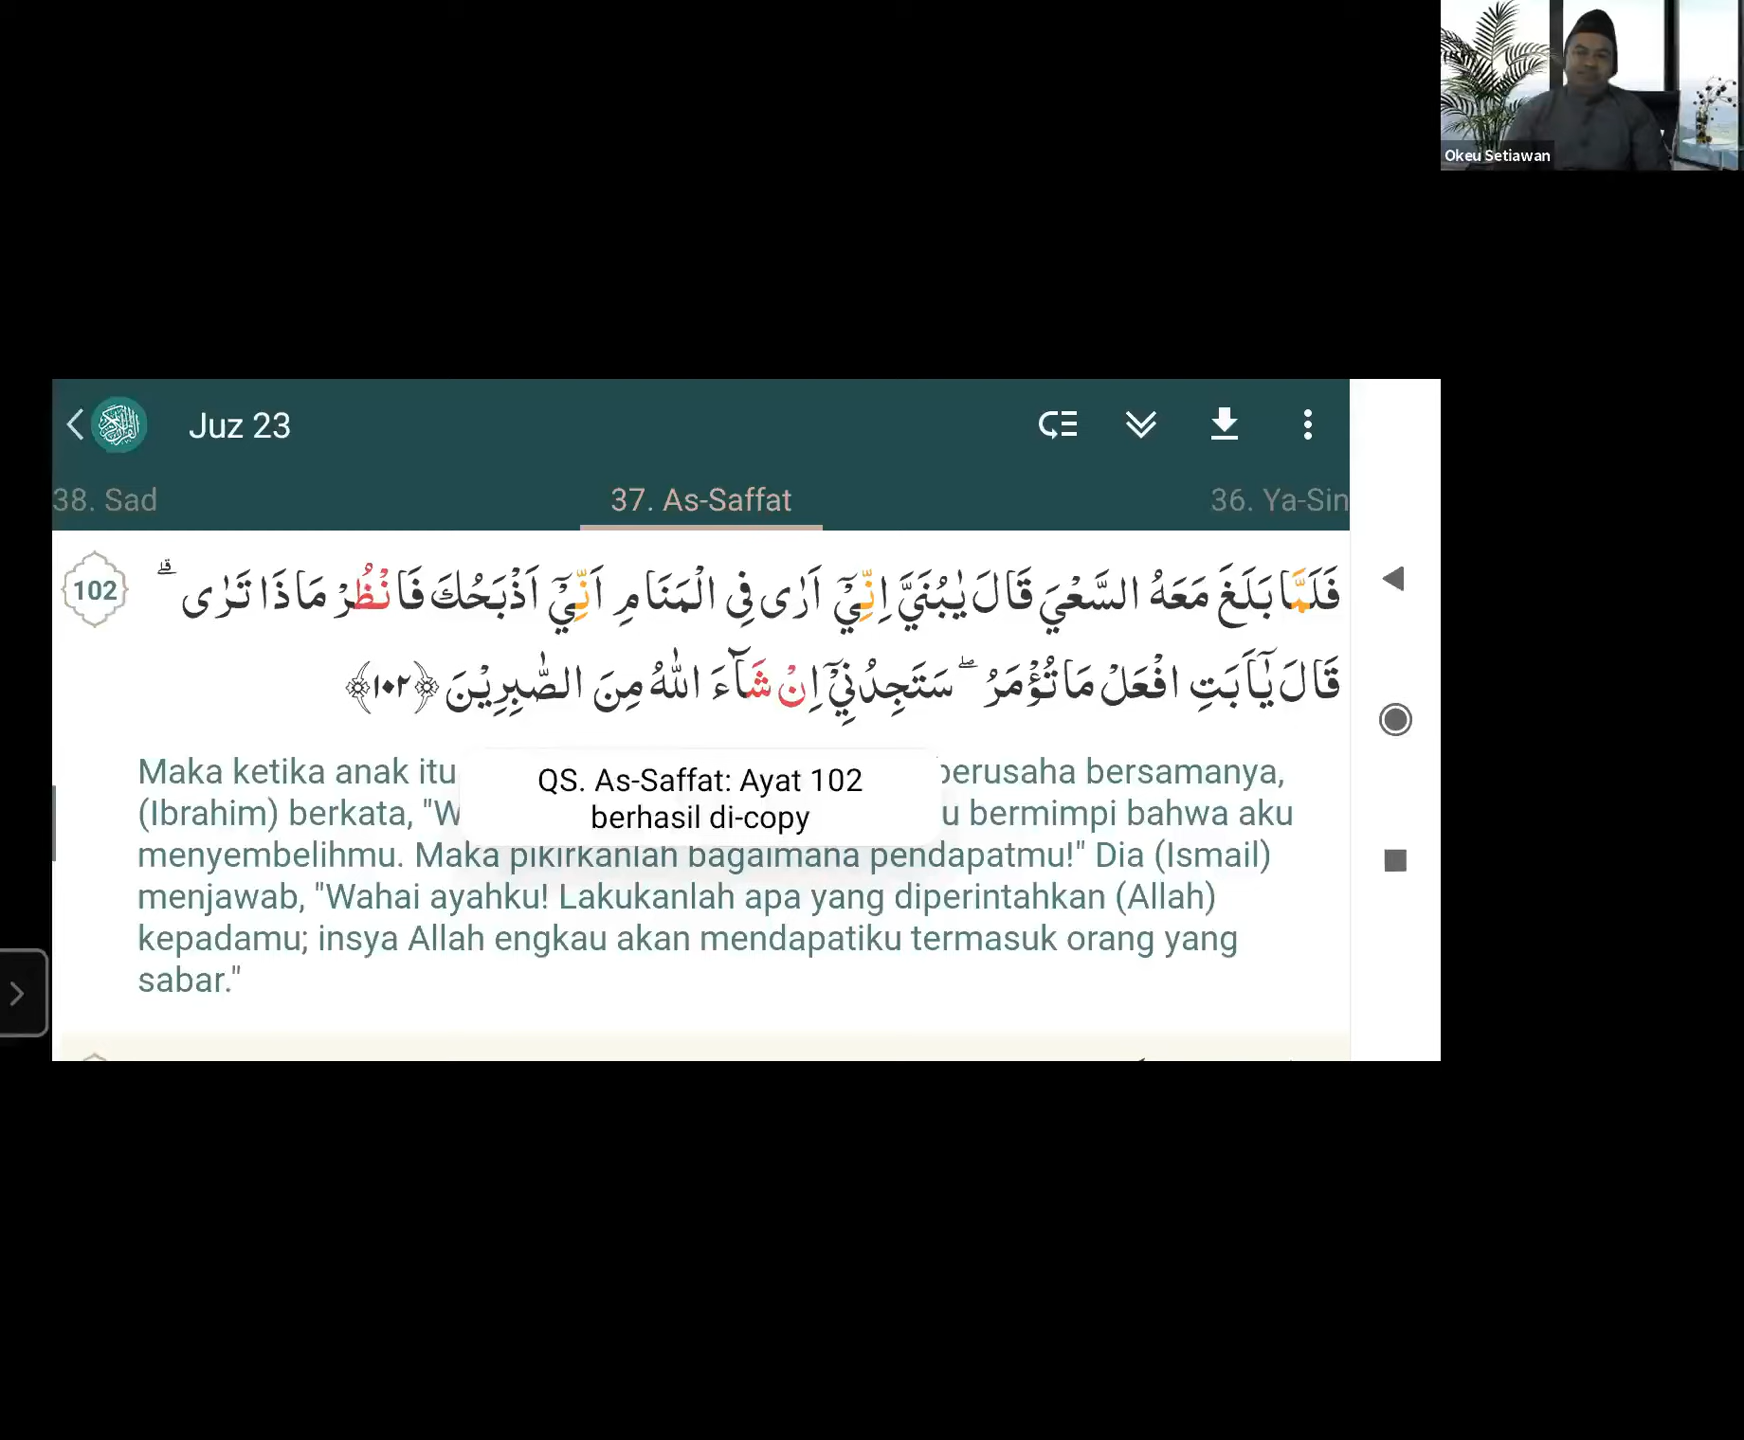 Okeu Setiawan
Juz 23
38. Sad
37. As-Saffat
36. Ya-Sin
102
فَلَمَّا بَلَغَ مَعَهُ السَّعْيَ قَالَ يٰبُنَيَّ اِنِّيْٓ اَرٰى فِى الْمَنَامِ اَنِّيْٓ اَذْبَحُكَ فَانْظُرْ مَاذَا تَرٰىۗ
قَالَ يٰٓاَبَتِ افْعَلْ مَا تُؤْمَرُۖ سَتَجِدُنِيْٓ اِنْ شَاۤءَ اللّٰهُ مِنَ الصّٰبِرِيْنَ ﴿١٠٢﴾
Maka ketika anak itu berusaha bersamanya,
QS. As-Saffat: Ayat 102
(Ibrahim) berkata, "W u bermimpi bahwa aku
berhasil di-copy
menyembelihmu. Maka pikirkanlah bagaimana pendapatmu!" Dia (Ismail)
menjawab, "Wahai ayahku! Lakukanlah apa yang diperintahkan (Allah)
kepadamu; insya Allah engkau akan mendapatiku termasuk orang yang
sabar."